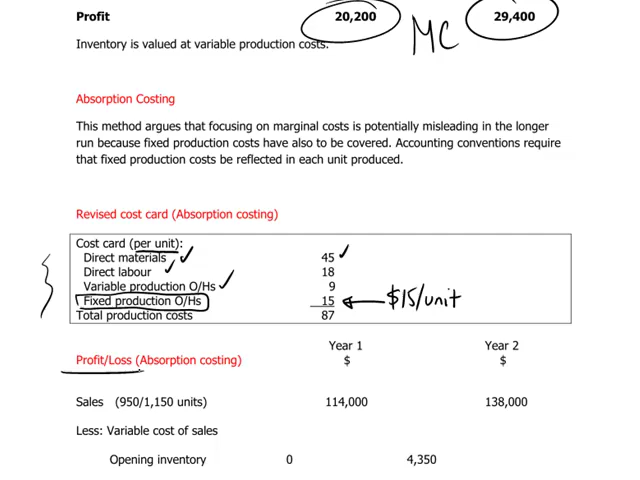 Profit 20,200 29,400
MC
Inventory is valued at variable production costs.
Absorption Costing
This method argues that focusing on marginal costs is potentially misleading in the longer
run because fixed production costs have also to be covered. Accounting conventions require
that fixed production costs be reflected in each unit produced.
Revised cost card (Absorption costing)
Cost card (per unit):
Direct materials 45
Direct labour 18
Variable production O/Hs 9
Fixed production O/Hs 15 $15/unit
Total production costs 87
Year 1 Year 2
Profit/Loss (Absorption costing) $ $
Sales (950/1,150 units) 114,000 138,000
Less: Variable cost of sales
Opening inventory 0 4,350